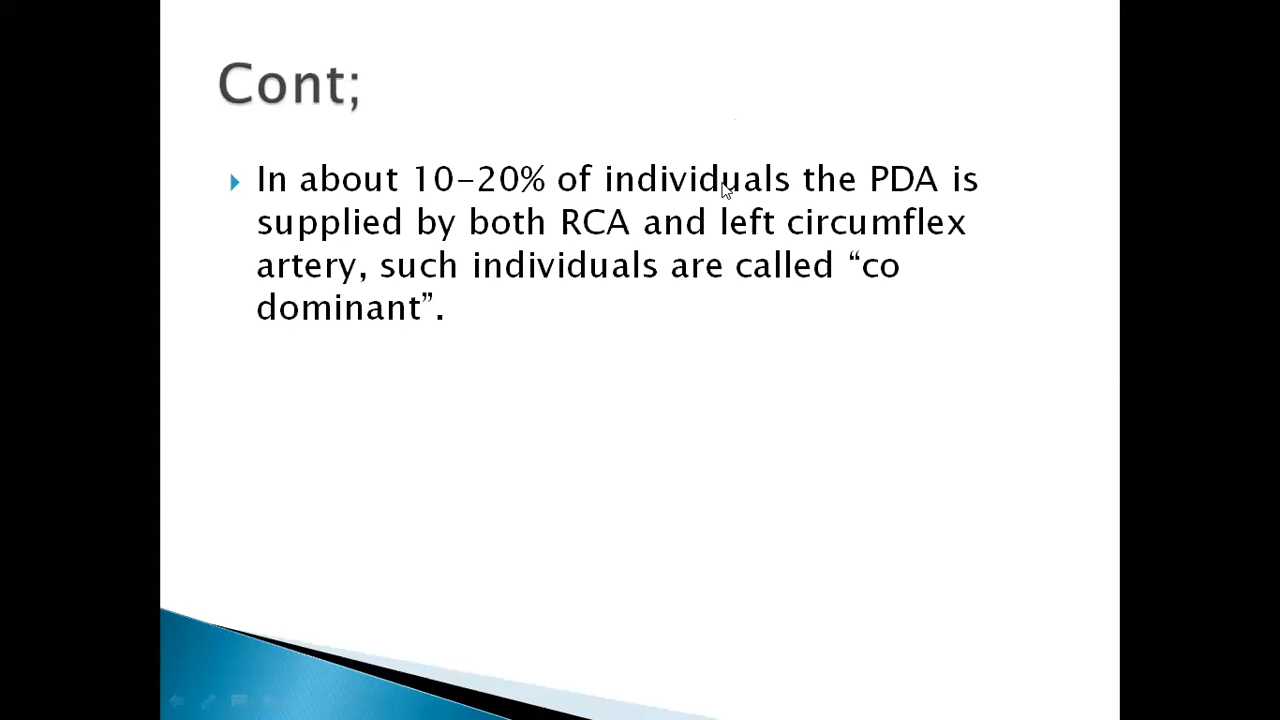 Cont;
In about 10-20% of individuals the PDA is
supplied by both RCA and left circumflex
artery, such individuals are called “co
dominant”.